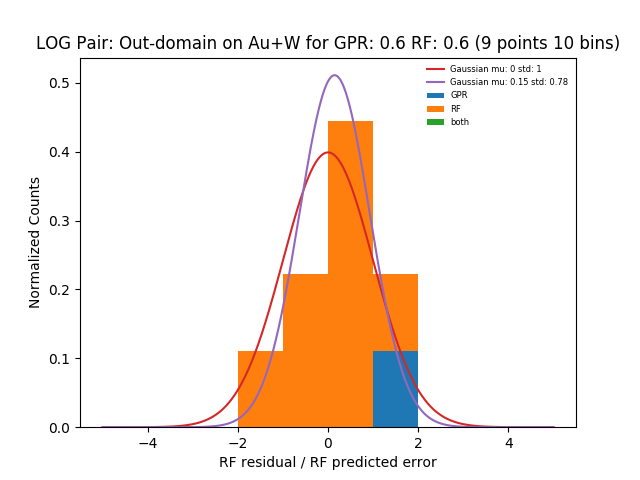 LOG Pair: Out-domain on Au+W for GPR: 0.6 RF: 0.6 (9 points 10 bins)
Gaussian mu: 0 std: 1
Gaussian mu: 0.15 std: 0.78
GPR
RF
both
Normalized Counts
0.5
0.4
0.3
0.2
0.1
0.0
−4
−2
0
2
4
RF residual / RF predicted error